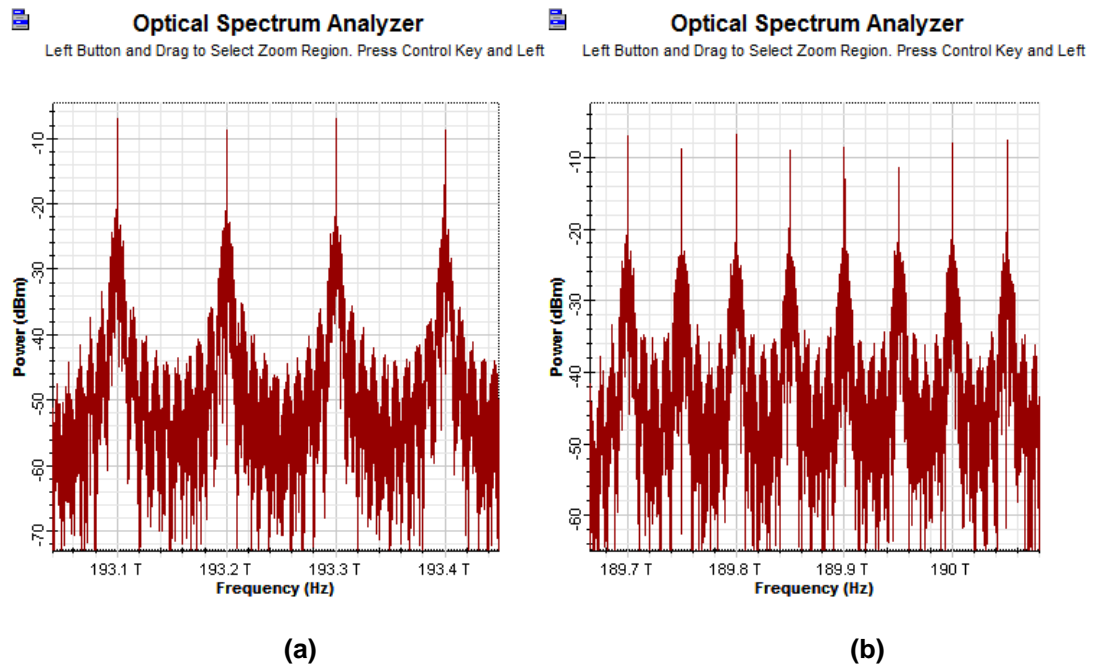 Optical Spectrum Analyzer
Left Button and Drag to Select Zoom Region. Press Control Key and Left
Power (dBm)
-10
-20
-30
-40
-50
-60
-70
193.1 T 193.2 T 193.3 T 193.4 T
Frequency (Hz)
(a)
Optical Spectrum Analyzer
Left Button and Drag to Select Zoom Region. Press Control Key and Left
Power (dBm)
-10
-20
-30
-40
-50
-60
189.7 T 189.8 T 189.9 T 190 T
Frequency (Hz)
(b)